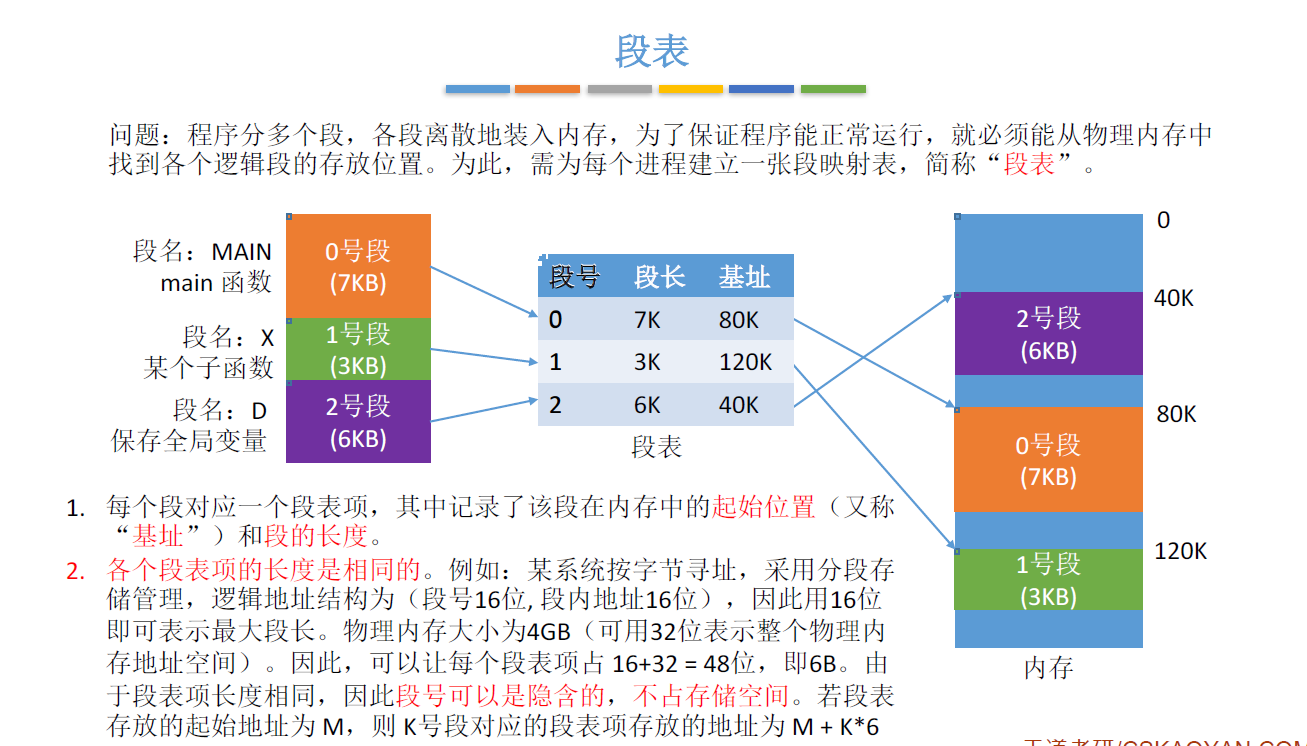 段表
问题：程序分多个段，各段离散地装入内存，为了保证程序能正常运行，就必须能从物理内存中
找到各个逻辑段的存放位置。为此，需为每个进程建立一张段映射表，简称“段表”。
段名：MAIN
main 函数
0号段
(7KB)
段名：X
某个子函数
1号段
(3KB)
段名：D
保存全局变量
2号段
(6KB)
段号 段长 基址
0 7K 80K
1 3K 120K
2 6K 40K
段表
0
40K
2号段
(6KB)
80K
0号段
(7KB)
120K
1号段
(3KB)
内存
1. 每个段对应一个段表项，其中记录了该段在内存中的起始位置（又称
“基址”）和段的长度。
2. 各个段表项的长度是相同的。例如：某系统按字节寻址，采用分段存
储管理，逻辑地址结构为（段号16位, 段内地址16位），因此用16位
即可表示最大段长。物理内存大小为4GB（可用32位表示整个物理内
存地址空间）。因此，可以让每个段表项占 16+32 = 48位，即6B。由
于段表项长度相同，因此段号可以是隐含的，不占存储空间。若段表
存放的起始地址为 M，则 K号段对应的段表项存放的地址为 M + K*6